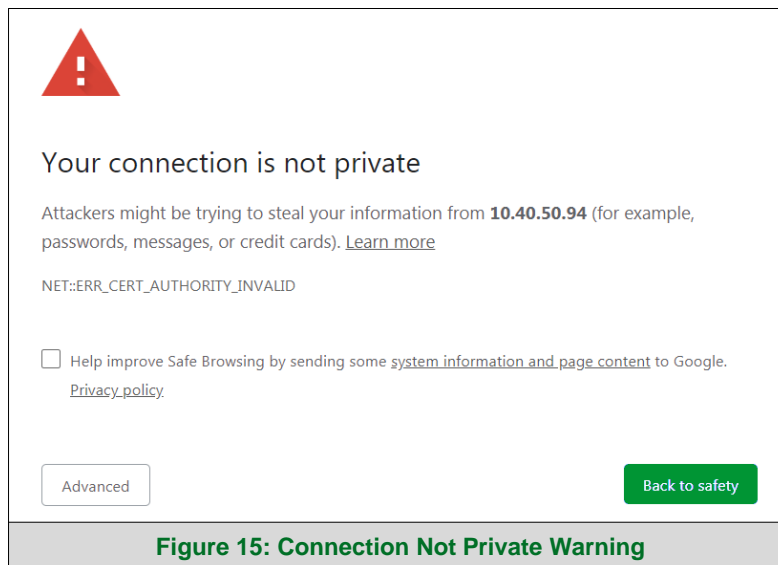 Your connection is not private
Attackers might be trying to steal your information from 10.40.50.94 (for example,
passwords, messages, or credit cards). Learn more
NET::ERR_CERT_AUTHORITY_INVALID
Help improve Safe Browsing by sending some system information and page content to Google.
Privacy policy
Advanced
Back to safety
Figure 15: Connection Not Private Warning